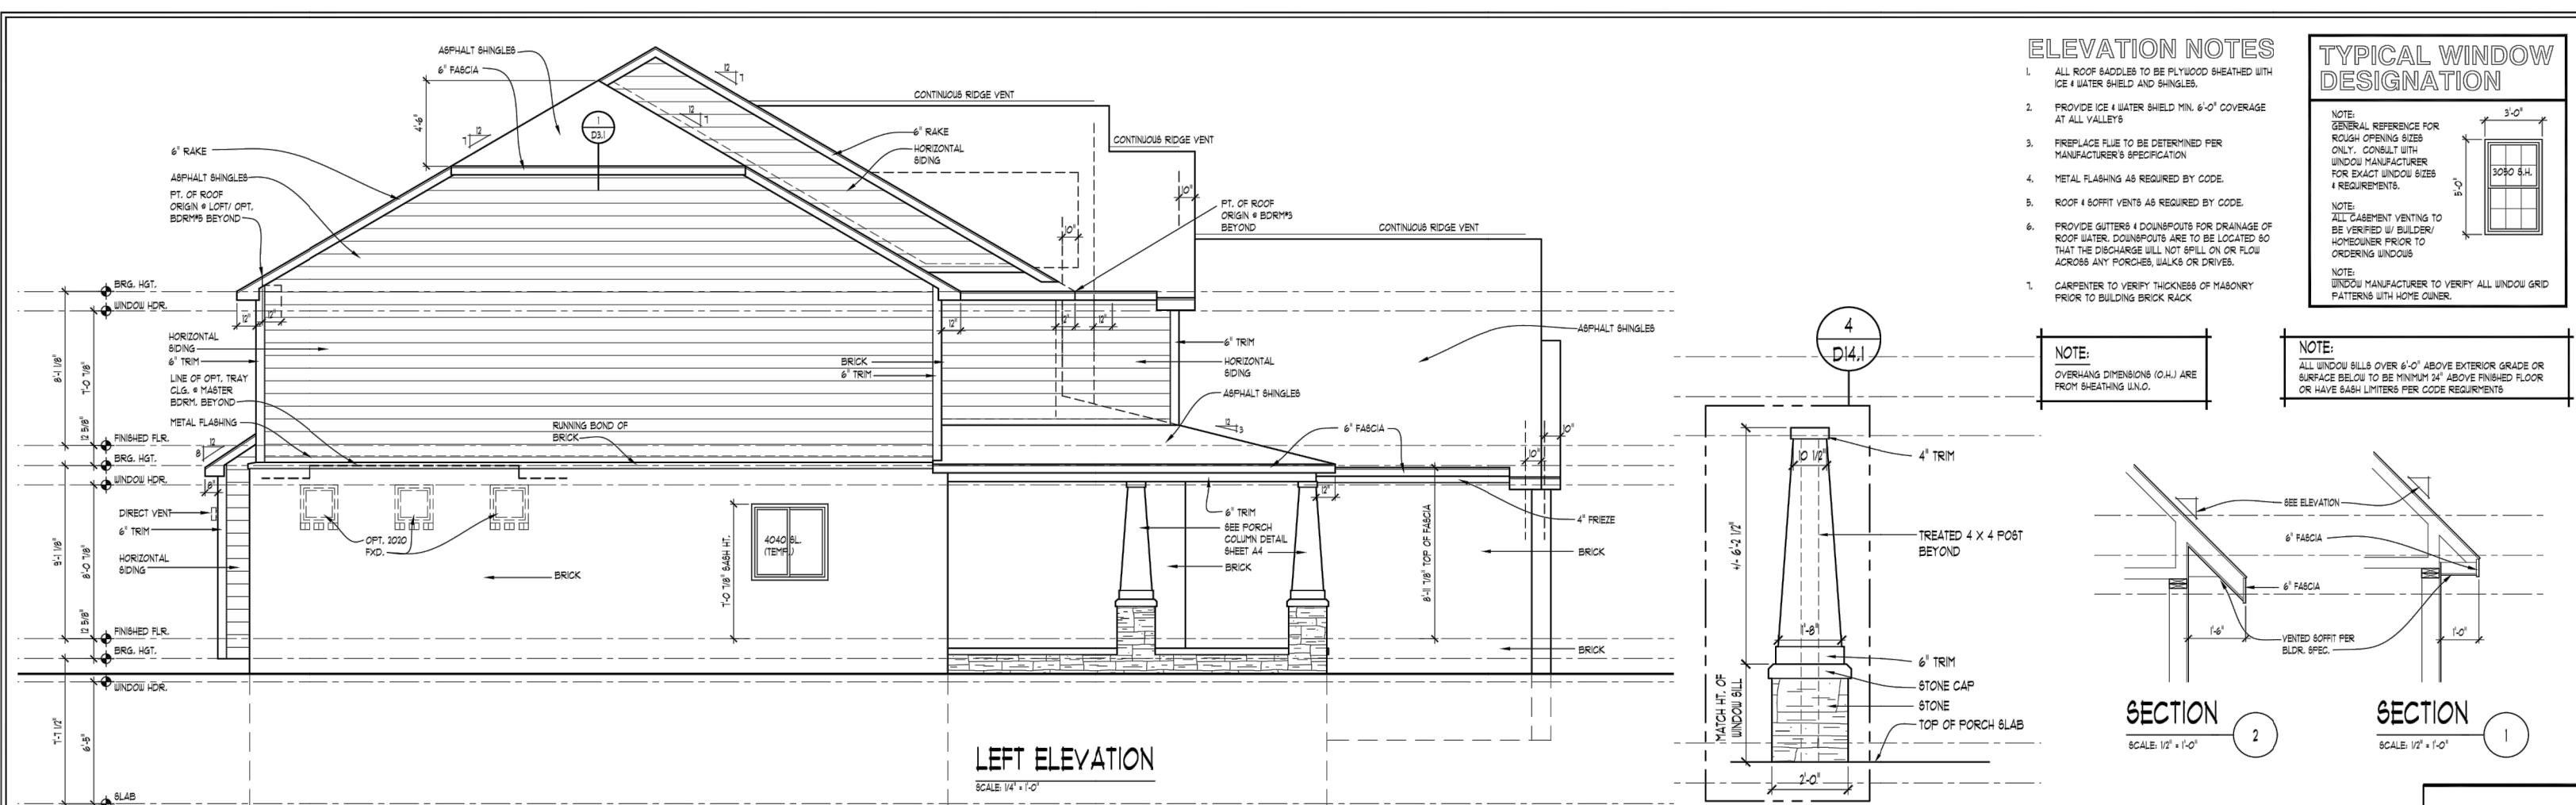 ASPHALT SHINGLES
6" FASCIA
12
7
CONTINUOUS RIDGE VENT
4'-6"
12
7
1
D3.1
12
7
6" RAKE
HORIZONTAL
SIDING
CONTINUOUS RIDGE VENT
6" RAKE
ASPHALT SHINGLES
PT. OF ROOF
ORIGIN @ LOFT/ OPT.
BDRM#5 BEYOND
10"
10"
PT. OF ROOF
ORIGIN @ BDRM#3
BEYOND
CONTINUOUS RIDGE VENT
BRG. HGT.
WINDOW HDR.
12"
12"
12"
12"
12"
8'-1 1/8"
7'-0 7/8"
12 5/8"
HORIZONTAL
SIDING
6" TRIM
LINE OF OPT. TRAY
CLG. @ MASTER
BDRM. BEYOND
METAL FLASHING
BRICK
6" TRIM
6" TRIM
HORIZONTAL
SIDING
ASPHALT SHINGLES
ASPHALT SHINGLES
RUNNING BOND OF
BRICK
12
3
6" FASCIA
10"
10"
FINISHED FLR.
BRG. HGT.
WINDOW HDR.
12
8
8"
DIRECT VENT
6" TRIM
HORIZONTAL
SIDING
9'-1 1/8"
8'-0 7/8"
12 5/8"
OPT. 2020
FXD.
BRICK
7'-0 7/8" SASH HT.
4040 SL.
(TEMP.)
6" TRIM
SEE PORCH
COLUMN DETAIL
SHEET A4
BRICK
12"
8'-11 7/8" TOP OF FASCIA
4" FRIEZE
BRICK
BRICK
FINISHED FLR.
BRG. HGT.
WINDOW HDR.
7'-7 1/2"
6'-5"
SLAB
LEFT ELEVATION
SCALE: 1/4" = 1'-0"
4
D14.1
10 1/2"
4" TRIM
+/- 6'-2 1/2"
TREATED 4 X 4 POST
BEYOND
1'-8"
6" TRIM
STONE CAP
STONE
TOP OF PORCH SLAB
MATCH HT. OF
WINDOW SILL
2'-0"
ELEVATION NOTES
1. ALL ROOF SADDLES TO BE PLYWOOD SHEATHED WITH
ICE & WATER SHIELD AND SHINGLES.
2. PROVIDE ICE & WATER SHIELD MIN. 6'-0" COVERAGE
AT ALL VALLEYS
3. FIREPLACE FLUE TO BE DETERMINED PER
MANUFACTURER'S SPECIFICATION
4. METAL FLASHING AS REQUIRED BY CODE.
5. ROOF & SOFFIT VENTS AS REQUIRED BY CODE.
6. PROVIDE GUTTERS & DOWNSPOUTS FOR DRAINAGE OF
ROOF WATER. DOWNSPOUTS ARE TO BE LOCATED SO
THAT THE DISCHARGE WILL NOT SPILL ON OR FLOW
ACROSS ANY PORCHES, WALKS OR DRIVES.
7. CARPENTER TO VERIFY THICKNESS OF MASONRY
PRIOR TO BUILDING BRICK RACK
TYPICAL WINDOW
DESIGNATION
NOTE:
GENERAL REFERENCE FOR
ROUGH OPENING SIZES
ONLY. CONSULT WITH
WINDOW MANUFACTURER
FOR EXACT WINDOW SIZES
& REQUIREMENTS.
NOTE:
ALL CASEMENT VENTING TO
BE VERIFIED W/ BUILDER/
HOMEOWNER PRIOR TO
ORDERING WINDOWS
NOTE:
WINDOW MANUFACTURER TO VERIFY ALL WINDOW GRID
PATTERNS WITH HOME OWNER.
3'-0"
5'-0"
3050 S.H.
NOTE:
OVERHANG DIMENSIONS (O.H.) ARE
FROM SHEATHING U.N.O.
NOTE:
ALL WINDOW SILLS OVER 6'-0" ABOVE EXTERIOR GRADE OR
SURFACE BELOW TO BE MINIMUM 24" ABOVE FINISHED FLOOR
OR HAVE SASH LIMITERS PER CODE REQUIRMENTS
SEE ELEVATION
6" FASCIA
6" FASCIA
1'-6"
VENTED SOFFIT PER
BLDR. SPEC.
1'-0"
SECTION
2
SCALE: 1/2" = 1'-0"
SECTION
1
SCALE: 1/2" = 1'-0"